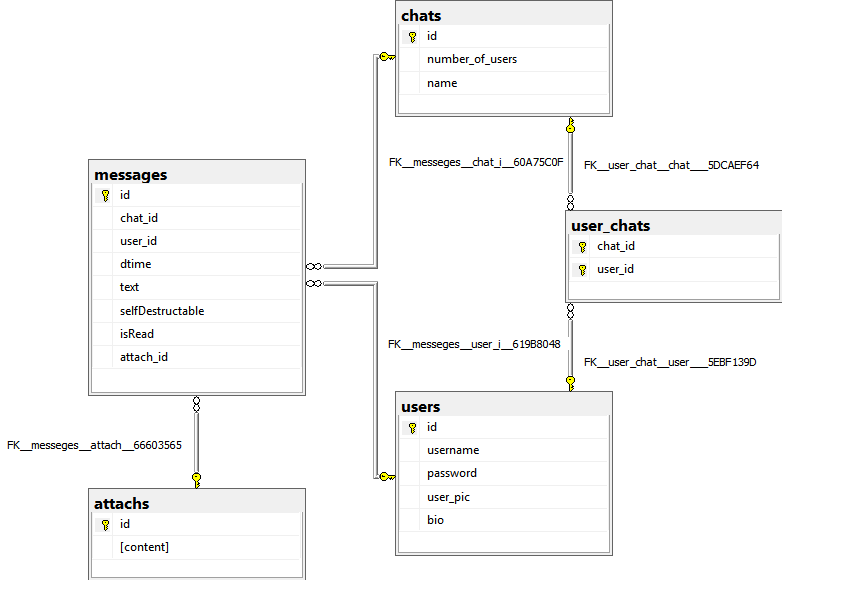 chats
id
number_of_users
name
FK__messeges__chat_i__60A75C0F
FK__user_chat__chat___5DCAEF64
messages
id
chat_id
user_id
dtime
text
selfDestructable
isRead
attach_id
user_chats
chat_id
user_id
FK__messeges__user_i__619B8048
FK__user_chat__user___5EBF139D
users
id
username
password
user_pic
bio
FK__messeges__attach__66603565
attachs
id
[content]